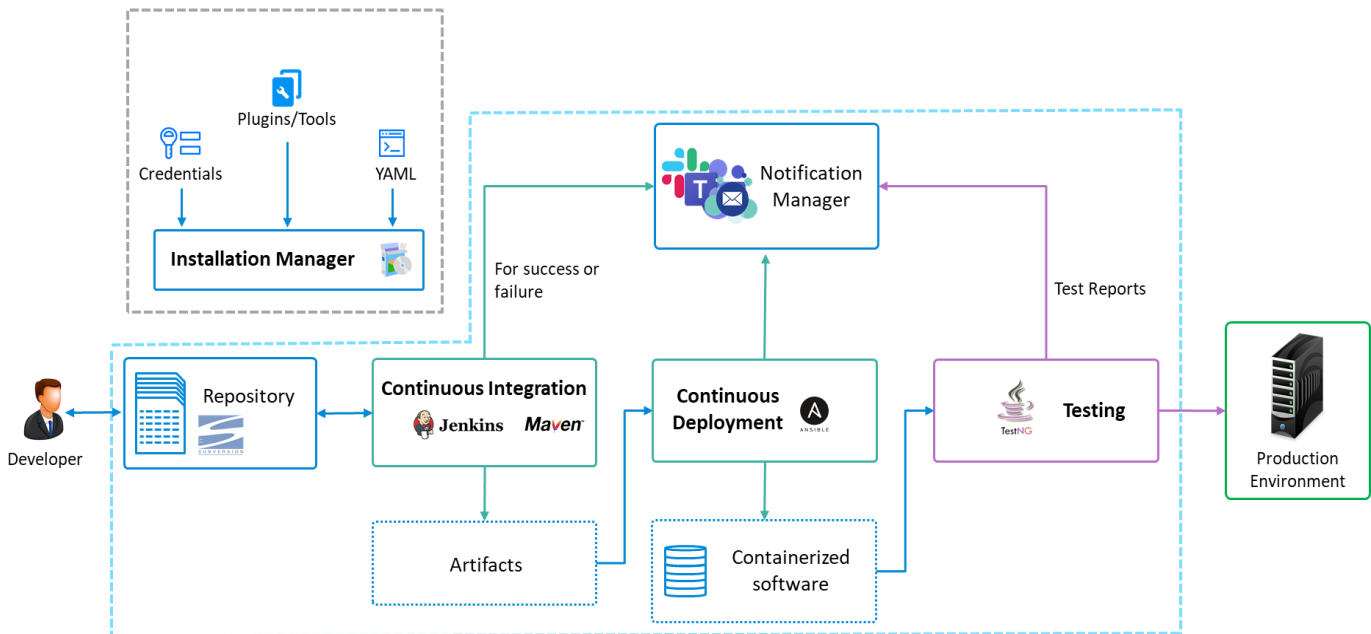 Plugins/Tools
Credentials
YAML
Installation Manager
Notification
Manager
T
For success or
failure
Test Reports
Developer
Repository
SUBVERSION
Continuous Integration
Jenkins
Maven
Continuous
Deployment
A
ANSIBLE
TestNG
Testing
Production
Environment
Artifacts
Containerized
software